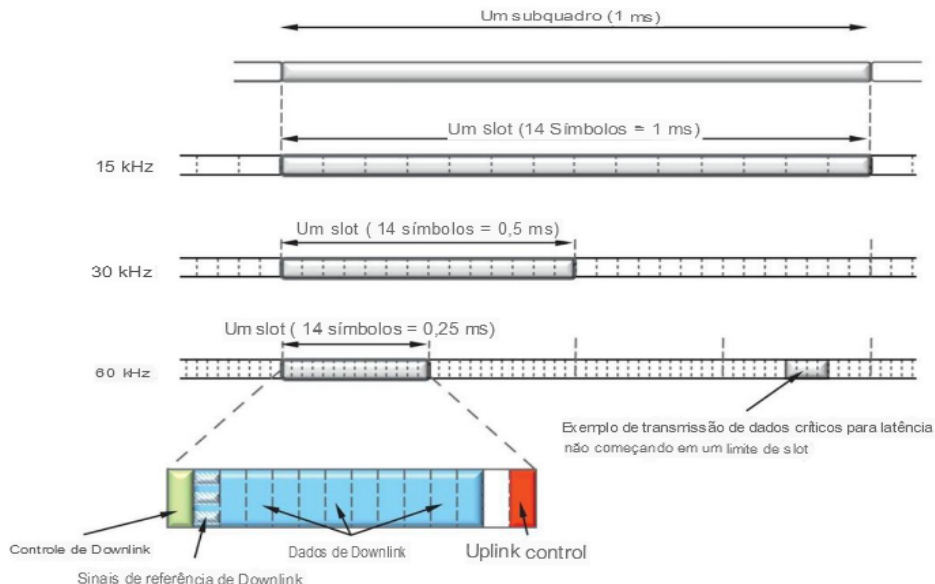 Um subquadro (1 ms)
Um slot (14 Símbolos = 1 ms)
15 kHz
Um slot ( 14 símbolos = 0,5 ms)
30 kHz
Um slot ( 14 símbolos = 0,25 ms)
60 kHz
Exemplo de transmissão de dados críticos para latência
não começando em um limite de slot
Controle de Downlink
Dados de Downlink
Uplink control
Sinais de referência de Downlink